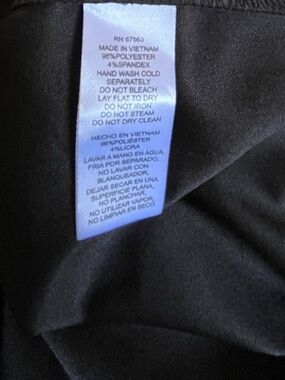 RN 67563
MADE IN VIETNAM
96%POLYESTER
4%SPANDEX
HAND WASH COLD
SEPARATELY
DO NOT BLEACH
LAY FLAT TO DRY
DO NOT IRON
DO NOT STEAM
DO NOT DRY CLEAN
HECHO EN VIETNAM
96%POLIÉSTER
4%LICRA
LAVAR A MANO EN AGUA
FRIA POR SEPARADO,
NO LAVAR CON
BLANQUEADOR,
DEJAR SECAR EN UNA
SUPERFICIE PLANA,
NO PLANCHAR,
NO UTILIZAR VAPOR,
NO LIMPIAR EN SECO